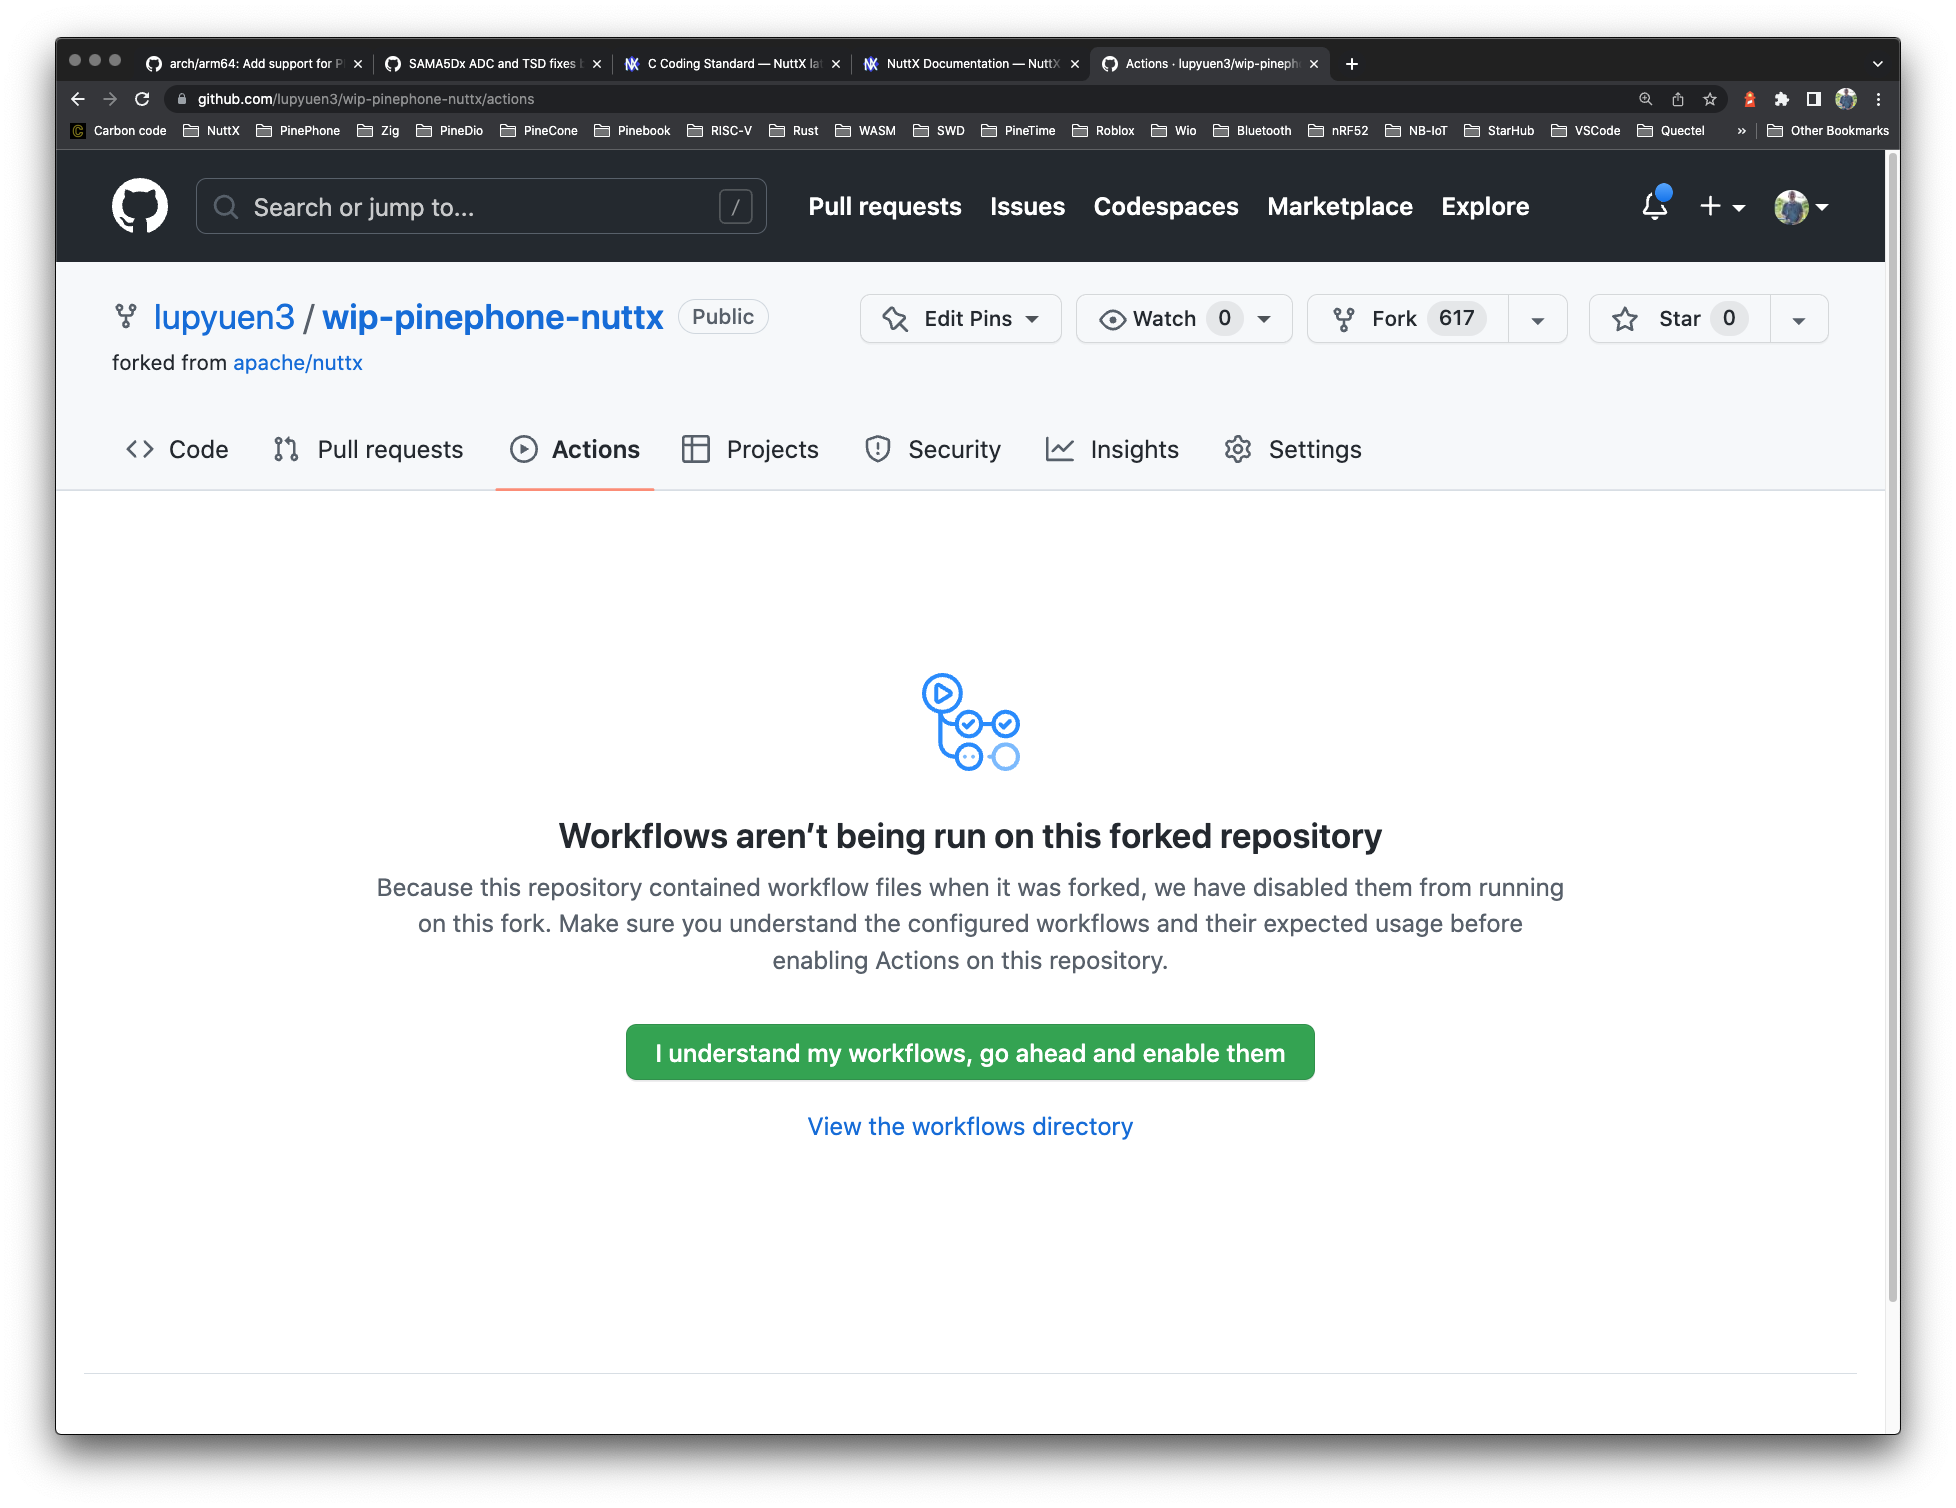 arch/arm64: Add support for P
SAMA5Dx ADC and TSD fixes
C Coding Standard — NuttX la
NuttX Documentation — NuttX
Actions · lupyuen3/wip-pineph
github.com/lupyuen3/wip-pinephone-nuttx/actions
Carbon code NuttX PinePhone Zig PineDio PineCone Pinebook RISC-V Rust WASM SWD PineTime Roblox Wio Bluetooth nRF52 NB-IoT StarHub VSCode Quectel » Other Bookmarks
Search or jump to... /
Pull requests Issues Codespaces Marketplace Explore
lupyuen3 / wip-pinephone-nuttx Public
Edit Pins Watch 0 Fork 617 Star 0
forked from apache/nuttx
Code Pull requests Actions Projects Security Insights Settings
Workflows aren’t being run on this forked repository
Because this repository contained workflow files when it was forked, we have disabled them from running
on this fork. Make sure you understand the configured workflows and their expected usage before
enabling Actions on this repository.
I understand my workflows, go ahead and enable them
View the workflows directory